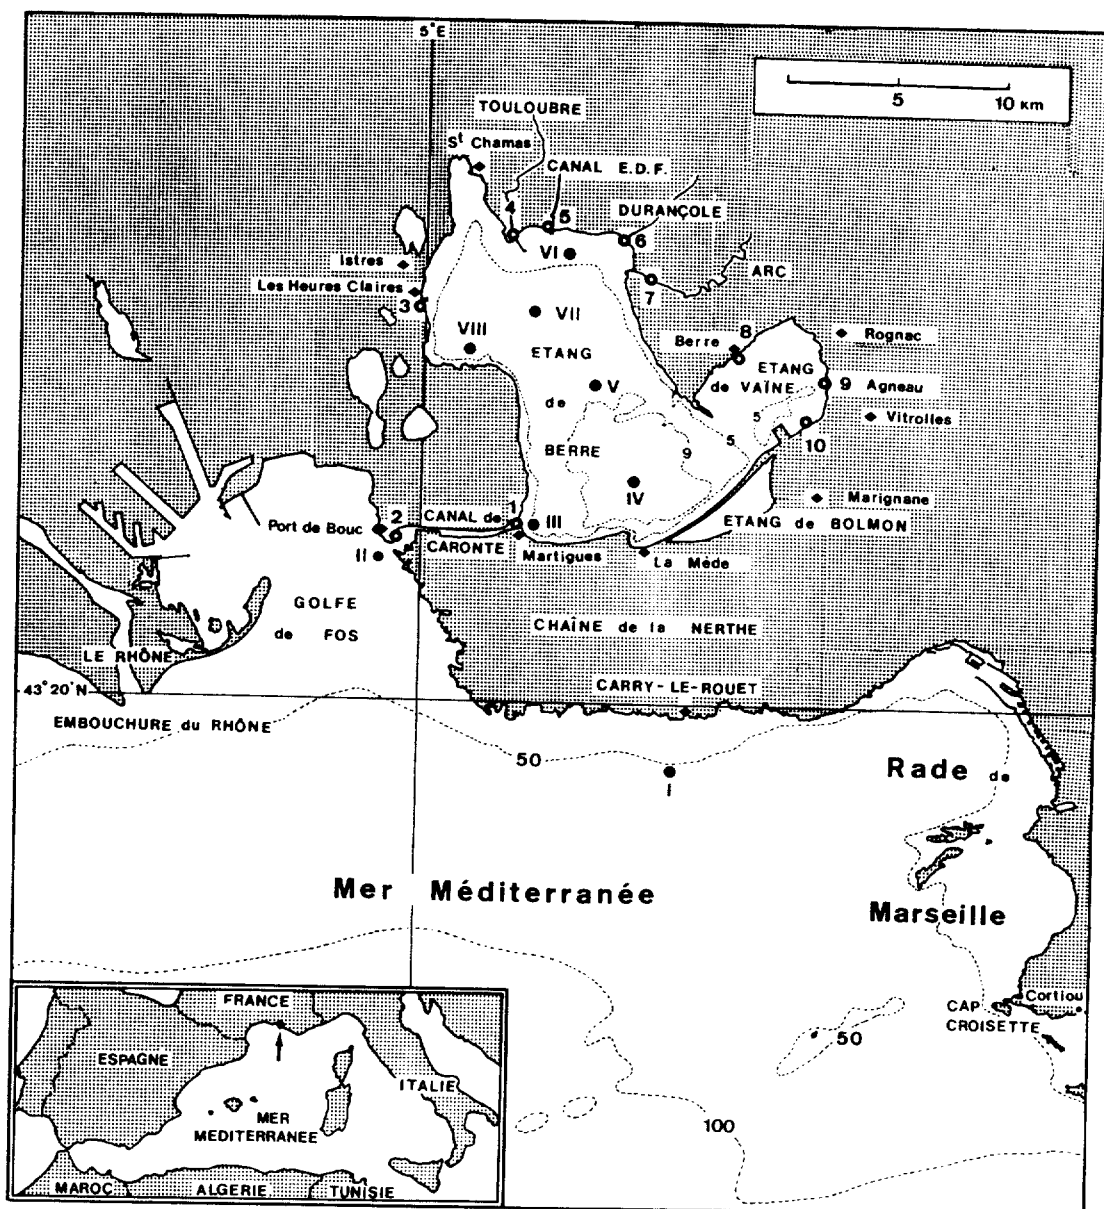 5°E
5
10 KM
TOULOUBRE
St Chamas
CANAL E.D.F.
4
5
DURANÇOLE
6
VI
Istres
ARC
Les Heures Claires
7
3
VII
VIII
8
Rognac
Berre
ETANG
ETANG
de VAÏNE
9 Agneau
V
de
5
Vitrolles
5
10
BERRE
9
IV
Marignane
1
2
CANAL de
III
ETANG de BOLMON
Port de Bouc
CARONTE
Martigues
II
La Mède
GOLFE
de FOS
CHAÎNE de la NERTHE
LE RHÔNE
43°20'N
CARRY-LE-ROUET
EMBOUCHURE du RHÔNE
50
Rade de
I
Mer Méditerranée
Marseille
Cortiou
CAP
CROISETTE
50
100
FRANCE
ESPAGNE
ITALIE
MER
MEDITERRANEE
MAROC
ALGERIE
TUNISIE